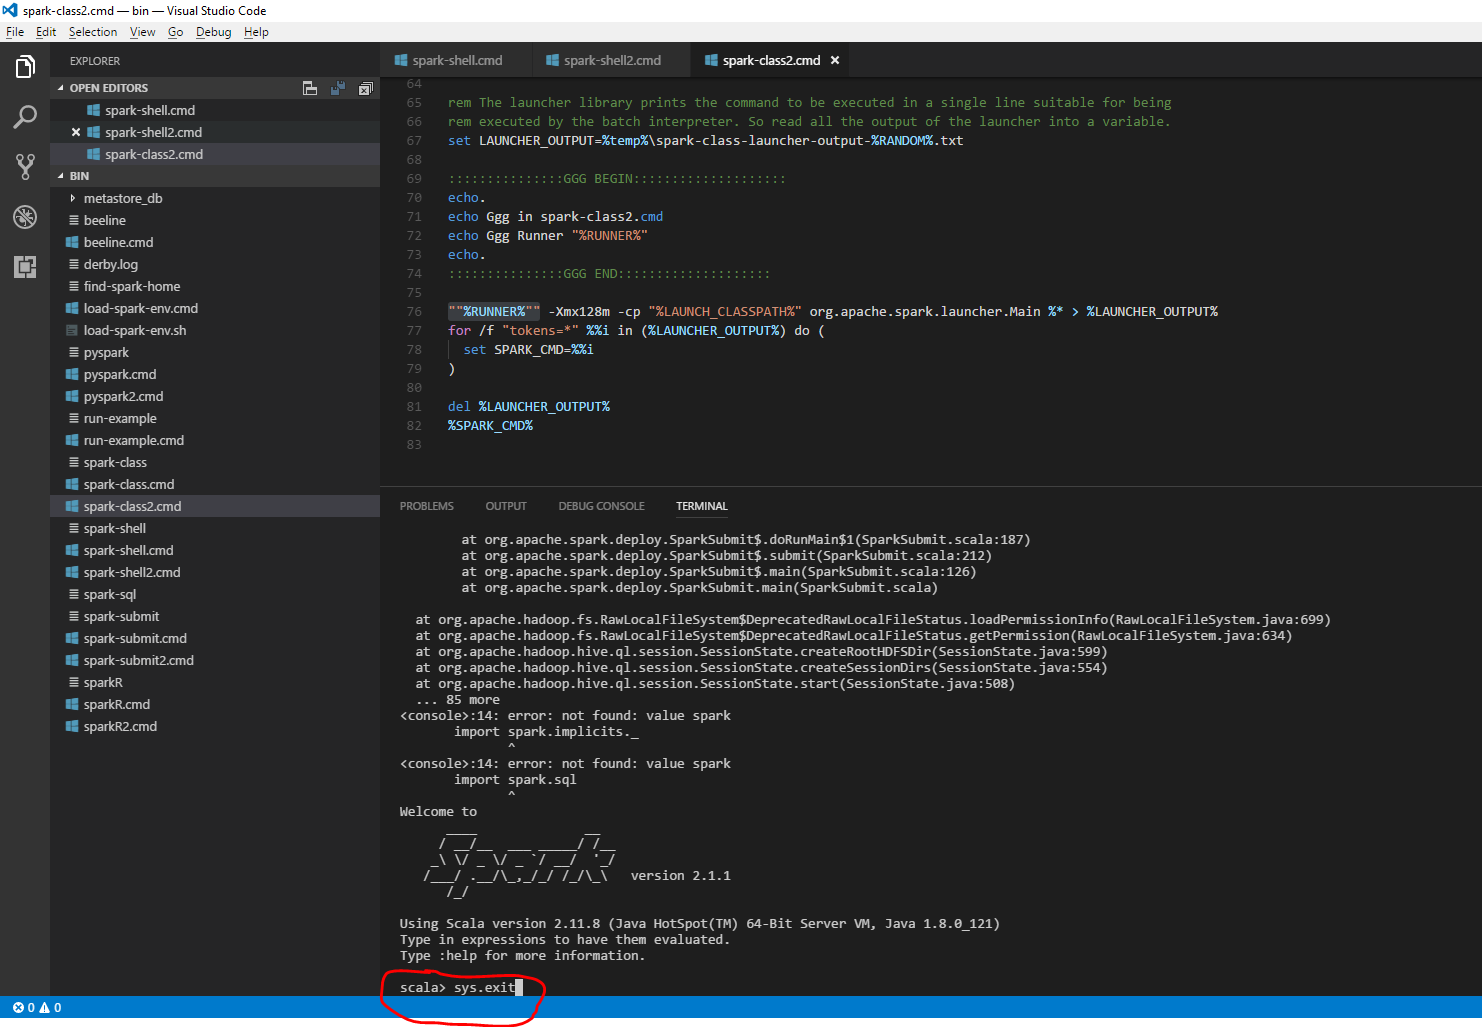 spark-class2.cmd — bin — Visual Studio Code
File Edit Selection View Go Debug Help
EXPLORER
OPEN EDITORS
spark-shell.cmd
spark-shell2.cmd
spark-class2.cmd
BIN
metastore_db
beeline
beeline.cmd
derby.log
find-spark-home
load-spark-env.cmd
load-spark-env.sh
pyspark
pyspark.cmd
pyspark2.cmd
run-example
run-example.cmd
spark-class
spark-class.cmd
spark-class2.cmd
spark-shell
spark-shell.cmd
spark-shell2.cmd
spark-sql
spark-submit
spark-submit.cmd
spark-submit2.cmd
sparkR
sparkR.cmd
sparkR2.cmd
spark-shell.cmd spark-shell2.cmd spark-class2.cmd
64
65 rem The launcher library prints the command to be executed in a single line suitable for being
66 rem executed by the batch interpreter. So read all the output of the launcher into a variable.
67 set LAUNCHER_OUTPUT=%temp%\spark-class-launcher-output-%RANDOM%.txt
68
69 :::::::::::::::GGG BEGIN::::::::::::::::::::
70 echo.
71 echo Ggg in spark-class2.cmd
72 echo Ggg Runner "%RUNNER%"
73 echo.
74 :::::::::::::::GGG END::::::::::::::::::::
75
76 ""%RUNNER%"" -Xmx128m -cp "%LAUNCH_CLASSPATH%" org.apache.spark.launcher.Main %* > %LAUNCHER_OUTPUT%
77 for /f "tokens=*" %%i in (%LAUNCHER_OUTPUT%) do (
78   set SPARK_CMD=%%i
79 )
80
81 del %LAUNCHER_OUTPUT%
82 %SPARK_CMD%
83
PROBLEMS OUTPUT DEBUG CONSOLE TERMINAL
        at org.apache.spark.deploy.SparkSubmit$.doRunMain$1(SparkSubmit.scala:187)
        at org.apache.spark.deploy.SparkSubmit$.submit(SparkSubmit.scala:212)
        at org.apache.spark.deploy.SparkSubmit$.main(SparkSubmit.scala:126)
        at org.apache.spark.deploy.SparkSubmit.main(SparkSubmit.scala)
  at org.apache.hadoop.fs.RawLocalFileSystem$DeprecatedRawLocalFileStatus.loadPermissionInfo(RawLocalFileSystem.java:699)
  at org.apache.hadoop.fs.RawLocalFileSystem$DeprecatedRawLocalFileStatus.getPermission(RawLocalFileSystem.java:634)
  at org.apache.hadoop.hive.ql.session.SessionState.createRootHDFSDir(SessionState.java:599)
  at org.apache.hadoop.hive.ql.session.SessionState.createSessionDirs(SessionState.java:554)
  at org.apache.hadoop.hive.ql.session.SessionState.start(SessionState.java:508)
  ... 85 more
<console>:14: error: not found: value spark
       import spark.implicits._
              ^
<console>:14: error: not found: value spark
       import spark.sql
              ^
Welcome to
      ____              __
     / __/__  ___ _____/ /__
    _\ \/ _ \/ _ `/ __/  '_/
   /___/ .__/\_,_/_/ /_/\_\   version 2.1.1
      /_/
Using Scala version 2.11.8 (Java HotSpot(TM) 64-Bit Server VM, Java 1.8.0_121)
Type in expressions to have them evaluated.
Type :help for more information.
scala> sys.exit
0 0